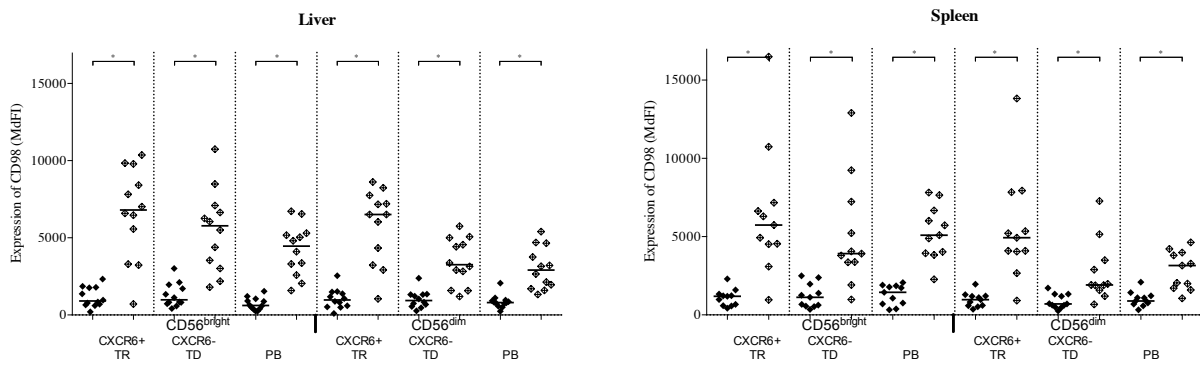 Liver
Expression of CD98 (MdFI)
15000
10000
5000
0
* * * * * *
CD56bright CD56dim
CXCR6+ CXCR6- PB CXCR6+ CXCR6- PB
TR TD TR TD
Spleen
Expression of CD98 (MdFI)
15000
10000
5000
0
* * * * * *
CD56bright CD56dim
CXCR6+ CXCR6- PB CXCR6+ CXCR6- PB
TR TD TR TD